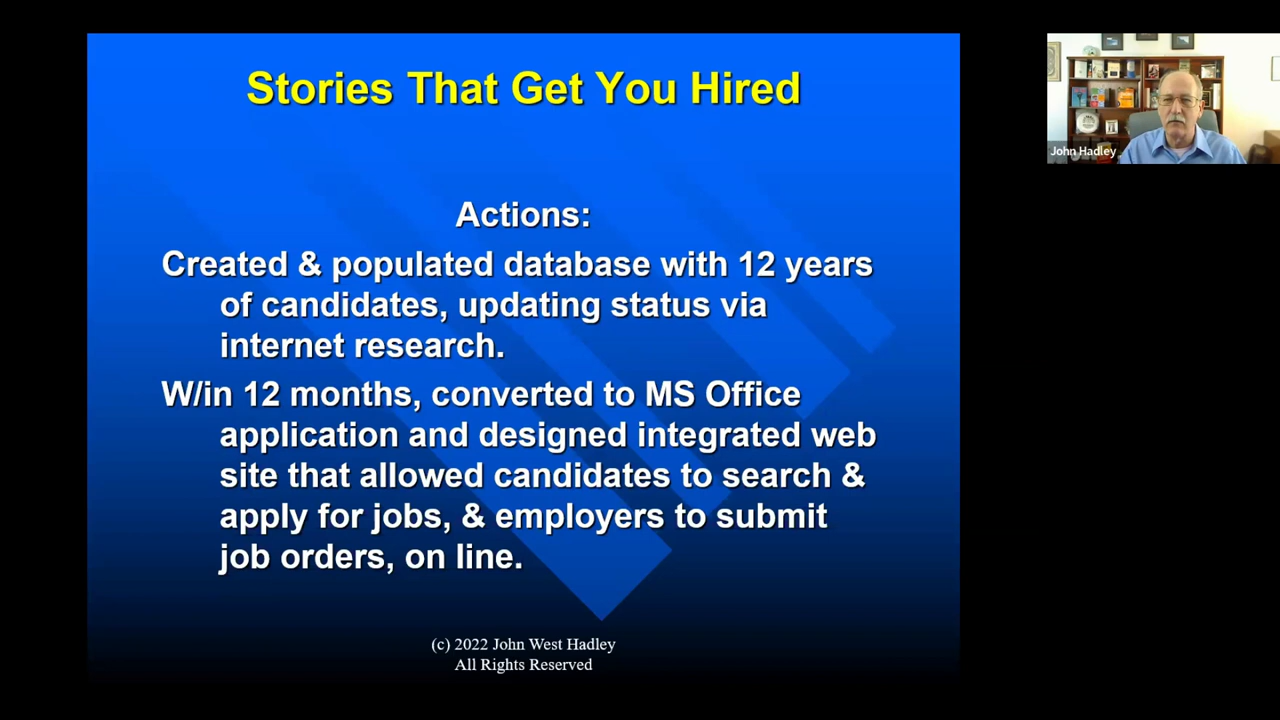 Stories That Get You Hired
John Hadley
Actions:
Created & populated database with 12 years
of candidates, updating status via
internet research.
W/in 12 months, converted to MS Office
application and designed integrated web
site that allowed candidates to search &
apply for jobs, & employers to submit
job orders, on line.
(c) 2022 John West Hadley
All Rights Reserved